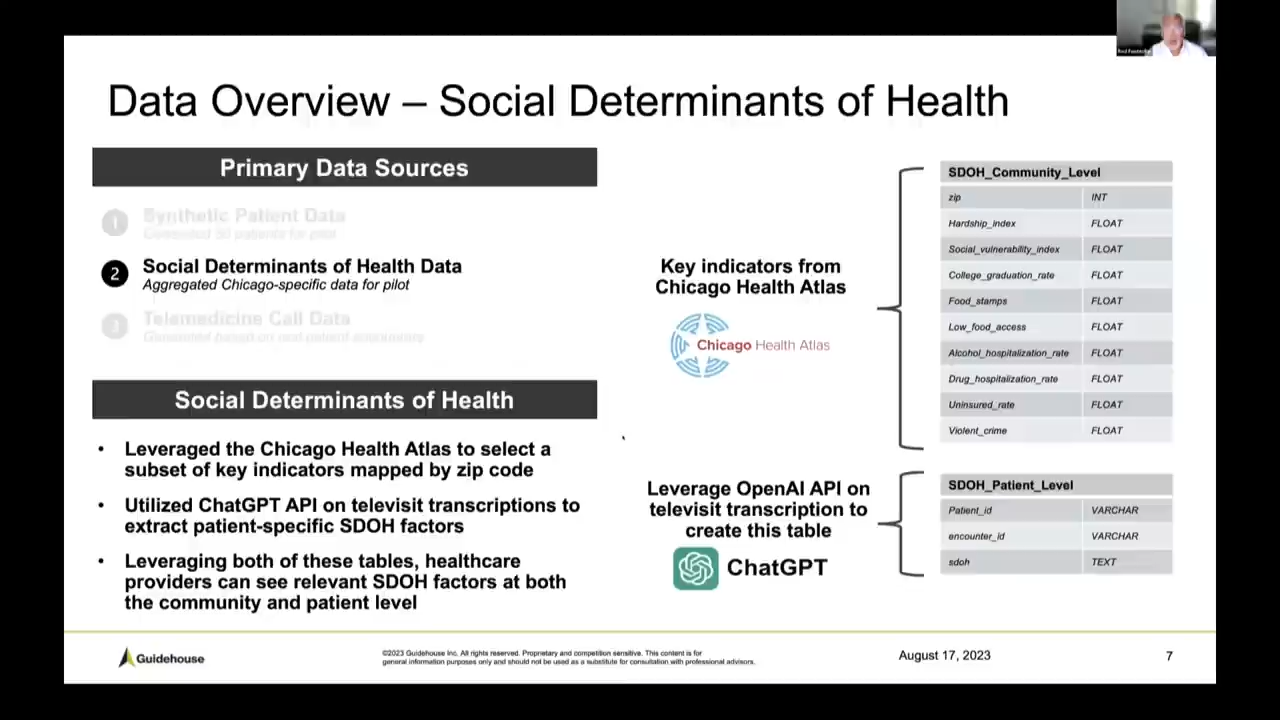 Data Overview – Social Determinants of Health
Primary Data Sources
1
Synthetic Patient Data
Generated 50 patients for pilot
2
Social Determinants of Health Data
Aggregated Chicago-specific data for pilot
3
Telemedicine Call Data
Generated based on real patient
Social Determinants of Health
• Leveraged the Chicago Health Atlas to select a
subset of key indicators mapped by zip code
• Utilized ChatGPT API on televisit transcriptions to
extract patient-specific SDOH factors
• Leveraging both of these tables, healthcare
providers can see relevant SDOH factors at both
the community and patient level
Key indicators from
Chicago Health Atlas
Chicago Health Atlas
Leverage OpenAI API on
televisit transcription to
create this table
ChatGPT
SDOH_Community_Level
zip INT
Hardship_index FLOAT
Social_vulnerability_index FLOAT
College_graduation_rate FLOAT
Food_stamps FLOAT
Low_food_access FLOAT
Alcohol_hospitalization_rate FLOAT
Drug_hospitalization_rate FLOAT
Uninsured_rate FLOAT
Violent_crime FLOAT
SDOH_Patient_Level
Patient_id VARCHAR
encounter_id VARCHAR
sdoh TEXT
Guidehouse
©2023 Guidehouse Inc. All rights reserved. Proprietary and competition sensitive. This content is for
general information purposes only and should not be used as a substitute for consultation with professional advisors.
August 17, 2023
7